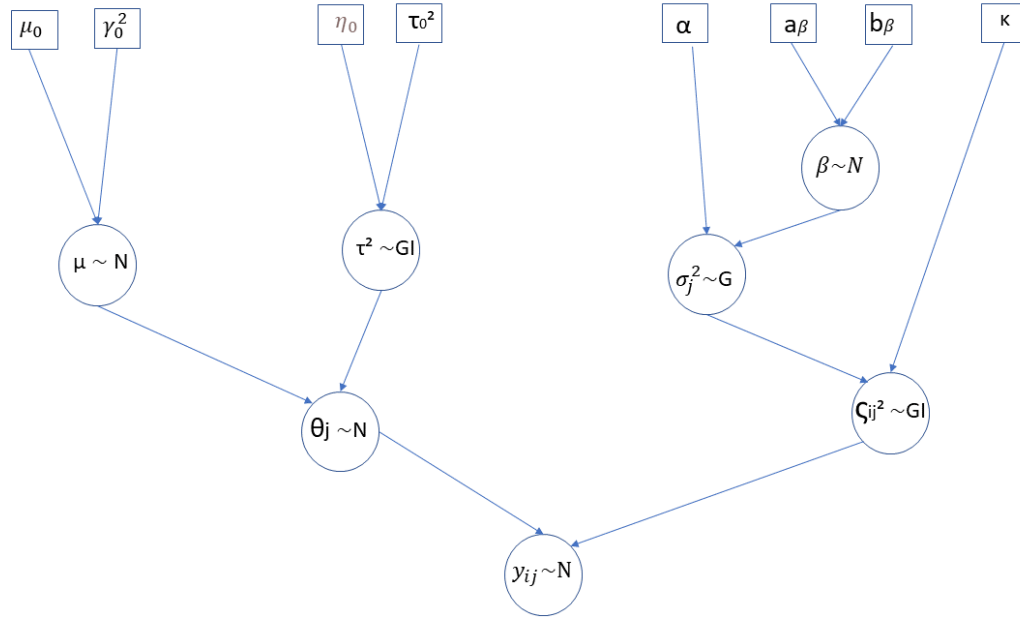 μ₀
γ₀²
η₀
τ₀²
α
aβ
bβ
κ
β~N
μ ~ N
τ² ~GI
σⱼ²~G
θj ~N
ςij² ~GI
yᵢⱼ~N